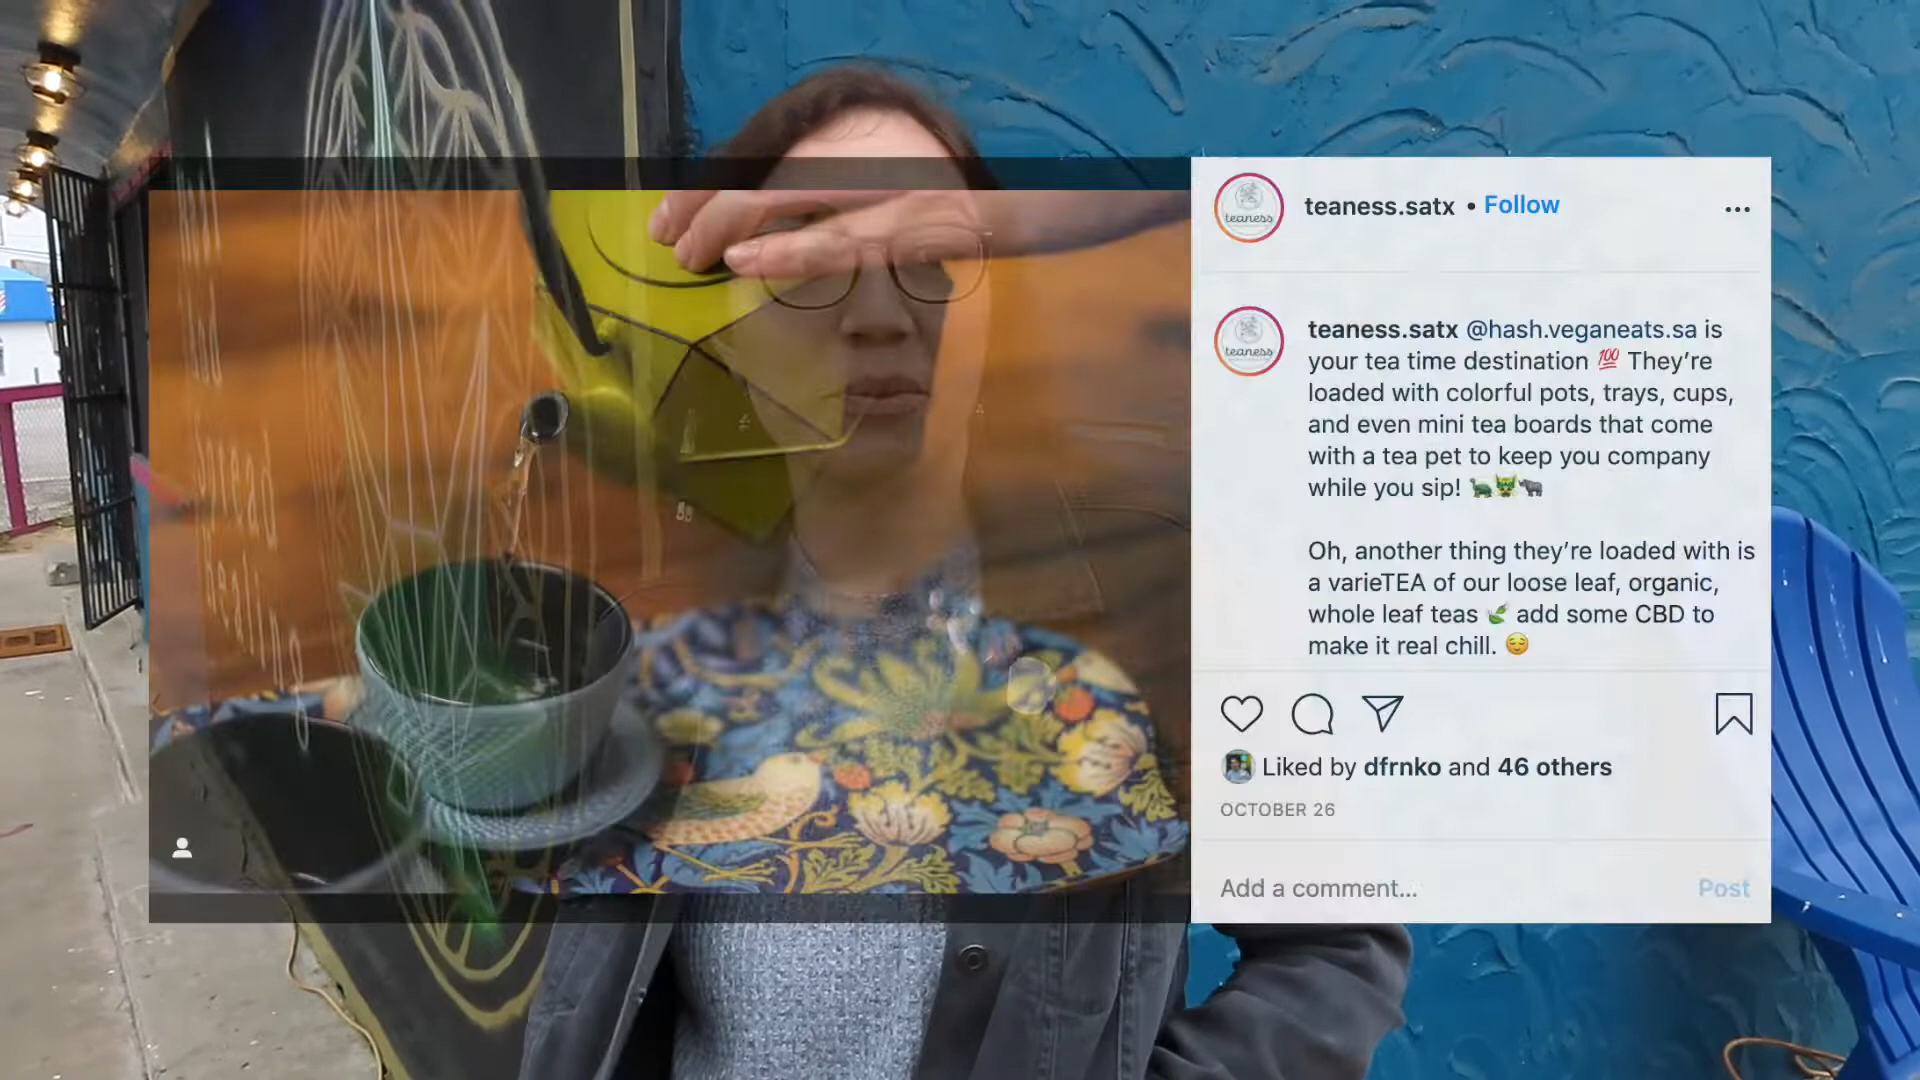 teaness
teaness.satx • Follow
teaness
teaness.satx @hash.veganeats.sa is
your tea time destination 💯 They're
loaded with colorful pots, trays, cups,
and even mini tea boards that come
with a tea pet to keep you company
while you sip! 🐢🐲🦏
Oh, another thing they're loaded with is
a varieTEA of our loose leaf, organic,
whole leaf teas 🍃 add some CBD to
make it real chill. 😌
Liked by dfrnko and 46 others
OCTOBER 26
Add a comment...
Post